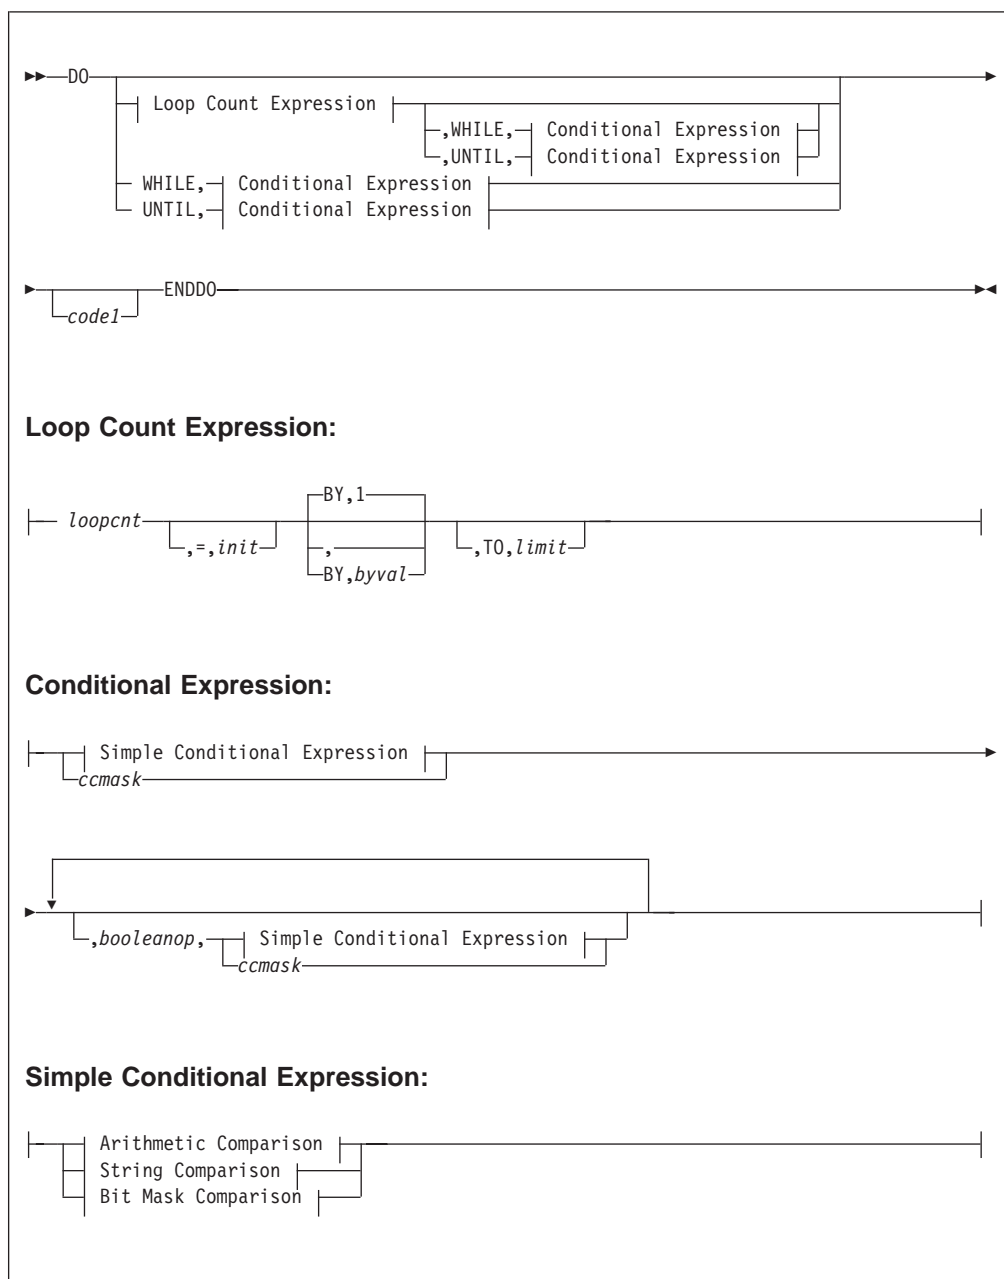 DO
Loop Count Expression
,WHILE, Conditional Expression
,UNTIL, Conditional Expression
WHILE, Conditional Expression
UNTIL, Conditional Expression
ENDDO
code1
Loop Count Expression:
BY,1
loopcnt
,=,init , ,TO,limit
BY,byval
Conditional Expression:
Simple Conditional Expression
ccmask
,booleanop, Simple Conditional Expression
ccmask
Simple Conditional Expression:
Arithmetic Comparison
String Comparison
Bit Mask Comparison